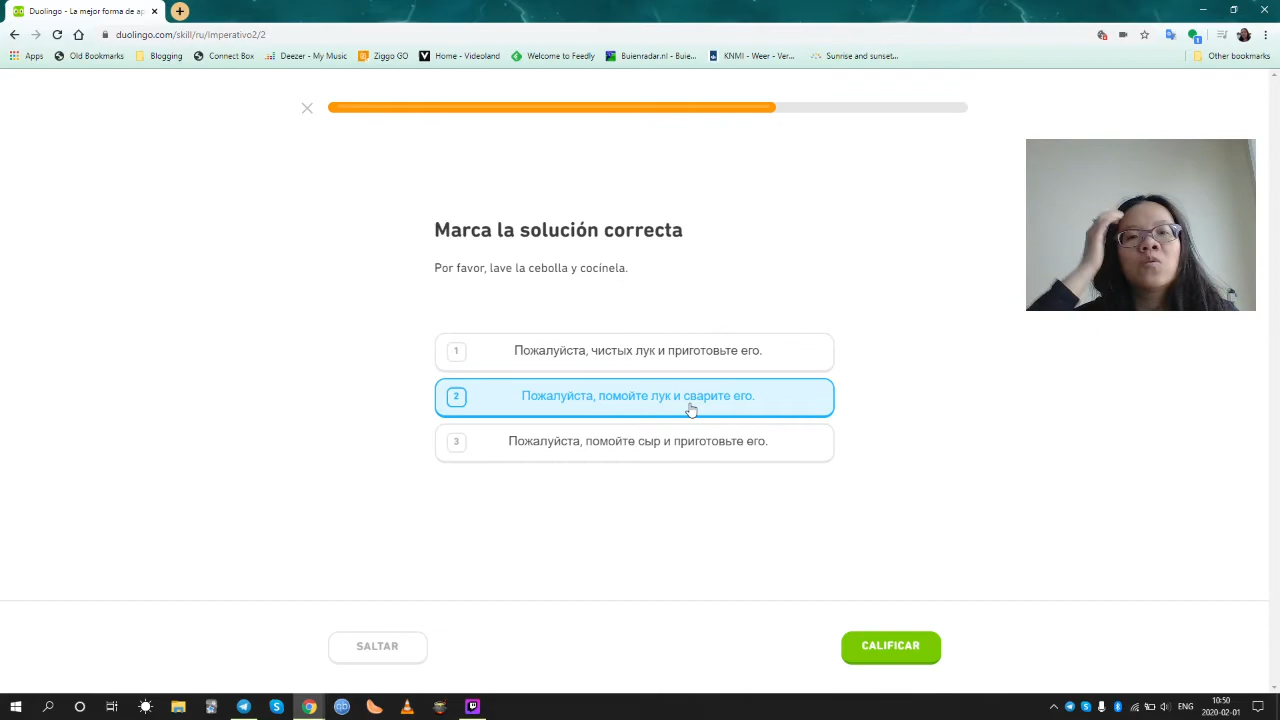 Duolingo - La mejor forma de ap
duolingo.com/skill/ru/Imperativo2/2
Apps
Old Bookmarks
Blogging
Connect Box
Deezer - My Music
Ziggo GO
Home - Videoland
Welcome to Feedly
Buienradar.nl - Buie...
KNMI - Weer - Ver...
Sunrise and sunset...
Other bookmarks
Marca la solución correcta
Por favor, lave la cebolla y cocínela.
1 Пожалуйста, чистых лук и приготовьте его.
2 Пожалуйста, помойте лук и сварите его.
3 Пожалуйста, помойте сыр и приготовьте его.
SALTAR
CALIFICAR
ENG
10:50
2020-02-01